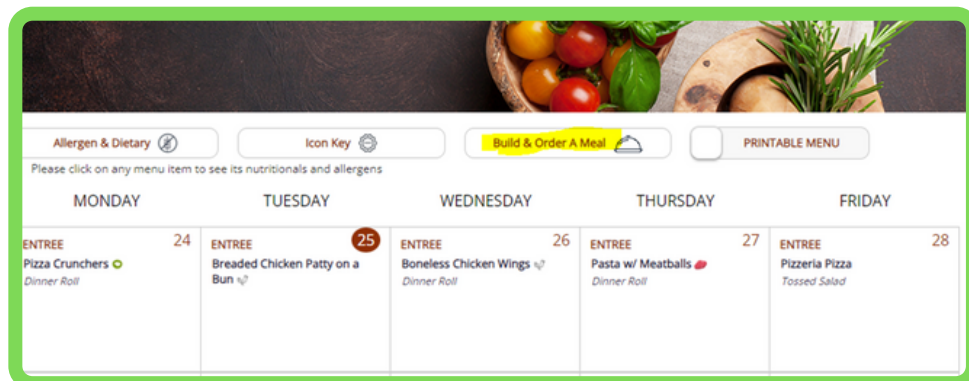 Allergen & Dietary
Icon Key
Build & Order A Meal
PRINTABLE MENU
Please click on any menu item to see its nutritionals and allergens
MONDAY
TUESDAY
WEDNESDAY
THURSDAY
FRIDAY
ENTREE 24
Pizza Crunchers
Dinner Roll
ENTREE 25
Breaded Chicken Patty on a
Bun
ENTREE 26
Boneless Chicken Wings
Dinner Roll
ENTREE 27
Pasta w/ Meatballs
Dinner Roll
ENTREE 28
Pizzeria Pizza
Tossed Salad